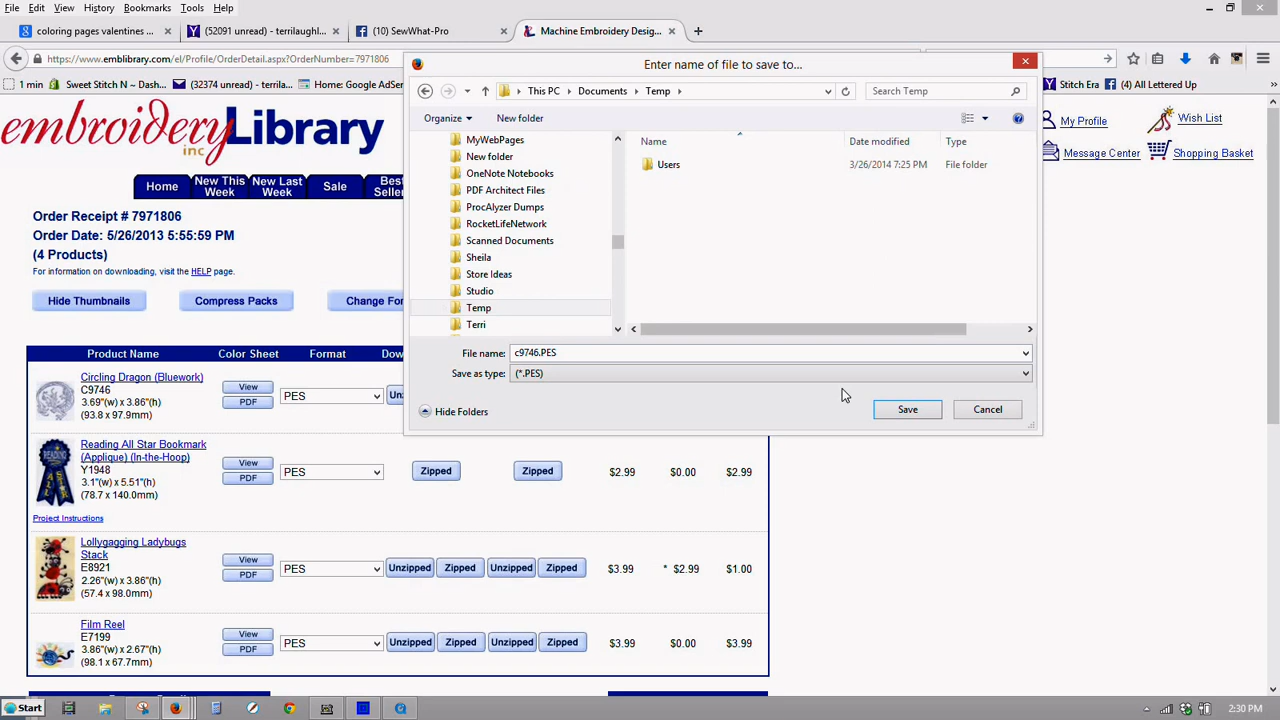 File Edit View History Bookmarks Tools Help
coloring pages valentines ... × (52091 unread) - terrilaughl... × (10) SewWhat-Pro × Machine Embroidery Desig... × +
https://www.emblibrary.com/el/Profile/OrderDetail.aspx?OrderNumber=7971806
1 min Sweet Stitch N ~ Dash... (32374 unread) - terrila... Home: Google AdSer Stitch Era (4) All Lettered Up
Enter name of file to save to...
This PC Documents Temp
Search Temp
Organize New folder
MyWebPages
New folder
OneNote Notebooks
PDF Architect Files
ProcAlyzer Dumps
RocketLifeNetwork
Scanned Documents
Sheila
Store Ideas
Studio
Temp
Terri
Name Date modified Type
Users 3/26/2014 7:25 PM File folder
File name: c9746.PES
Save as type: (*.PES)
Hide Folders Save Cancel
embroidery Library inc
My Profile Wish List
Message Center Shopping Basket
Home New This Week New Last Week Sale Best Selle
Order Receipt # 7971806
Order Date: 5/26/2013 5:55:59 PM
(4 Products)
For information on downloading, visit the HELP page.
Hide Thumbnails Compress Packs Change For
Product Name Color Sheet Format Dow
Circling Dragon (Bluework)
C9746
3.69"(w) x 3.86"(h)
(93.8 x 97.9mm)
View
PDF
PES
Unz
Reading All Star Bookmark
(Applique) (In-the-Hoop)
Y1948
3.1"(w) x 5.51"(h)
(78.7 x 140.0mm)
Project Instructions
View
PDF
PES
Zipped Zipped $2.99 $0.00 $2.99
Lollygagging Ladybugs
Stack
E8921
2.26"(w) x 3.86"(h)
(57.4 x 98.0mm)
View
PDF
PES
Unzipped Zipped Unzipped Zipped $3.99 * $2.99 $1.00
Film Reel
E7199
3.86"(w) x 2.67"(h)
(98.1 x 67.7mm)
View
PDF
PES
Unzipped Zipped Unzipped Zipped $3.99 $0.00 $3.99
Start 2:30 PM